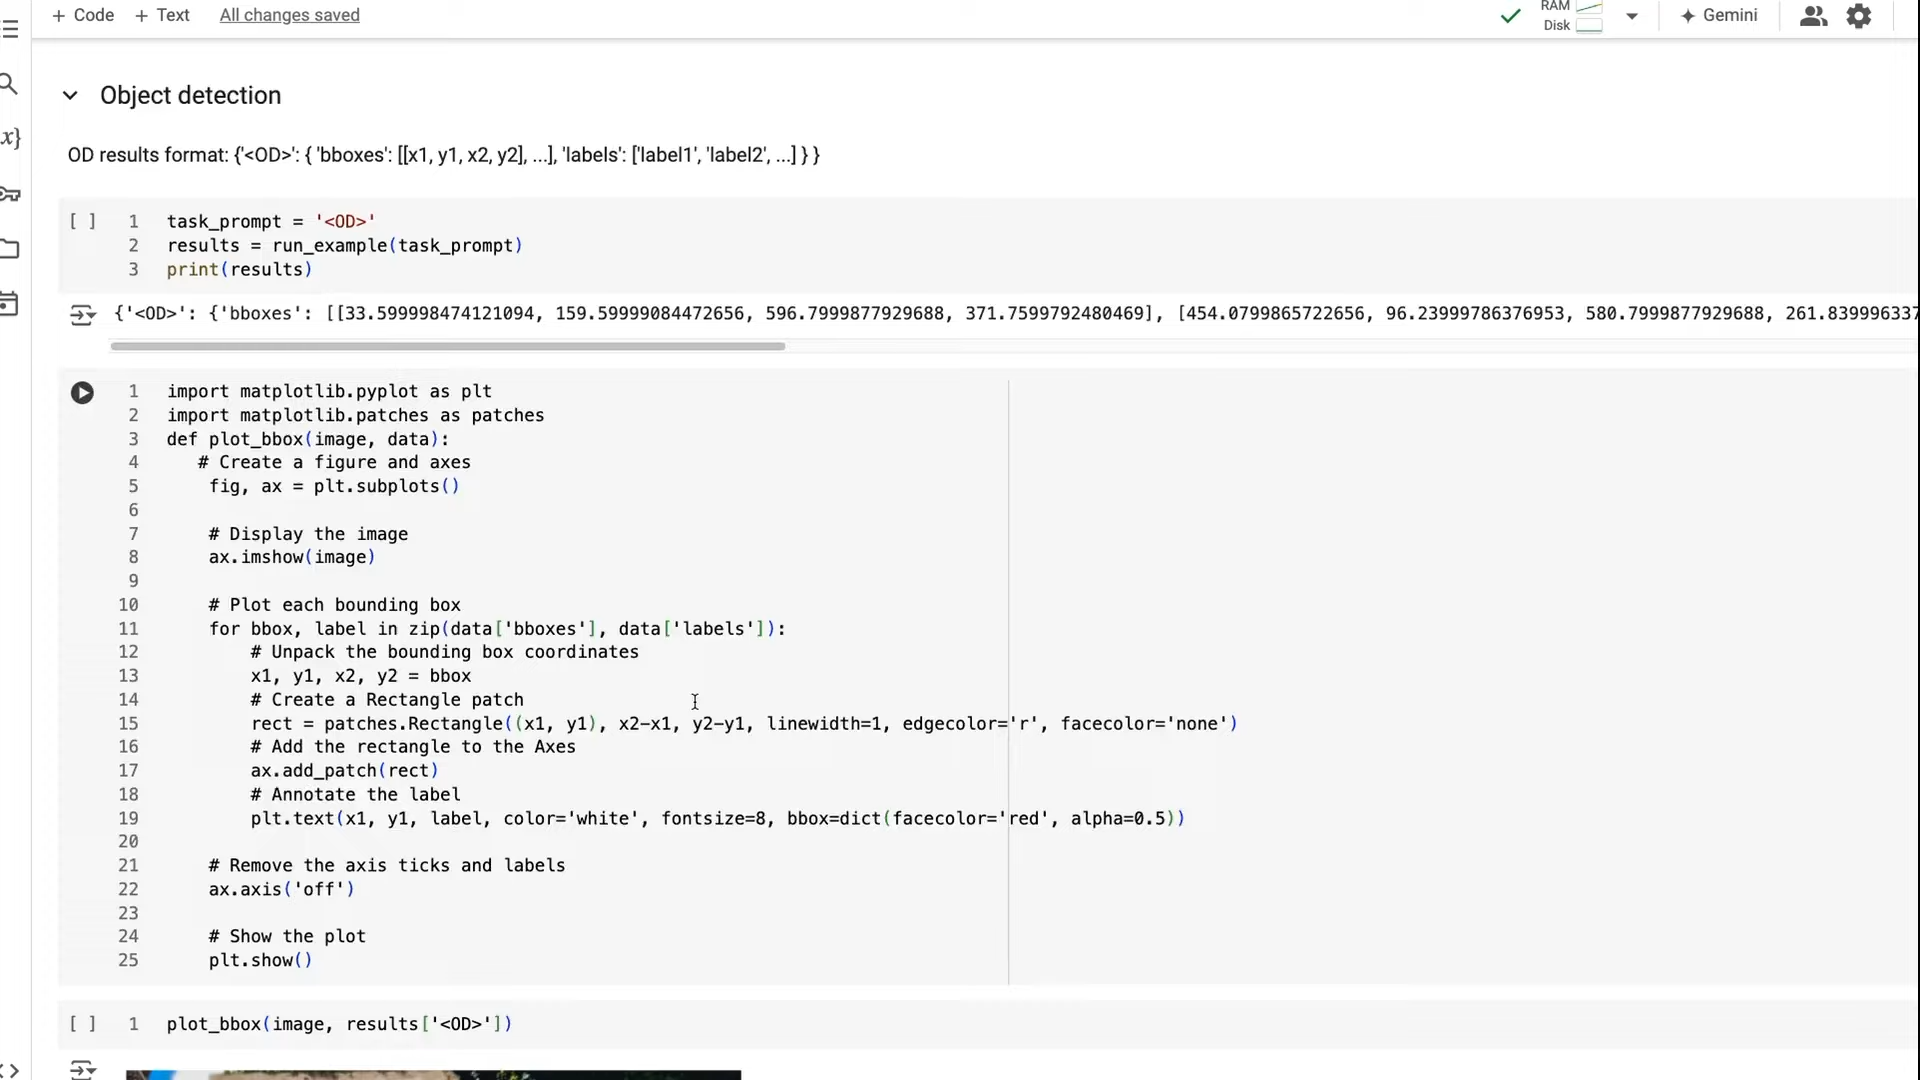 + Code + Text All changes saved
RAM
Disk
Gemini
Object detection
OD results format: {'<OD>': { 'bboxes': [[x1, y1, x2, y2], ...], 'labels': ['label1', 'label2', ...] } }
[ ] 1 task_prompt = '<OD>'
2 results = run_example(task_prompt)
3 print(results)
{'<OD>': {'bboxes': [[33.599998474121094, 159.59999084472656, 596.7999877929688, 371.7599792480469], [454.0799865722656, 96.23999786376953, 580.7999877929688, 261.839996337
1 import matplotlib.pyplot as plt
2 import matplotlib.patches as patches
3 def plot_bbox(image, data):
4 # Create a figure and axes
5 fig, ax = plt.subplots()
6
7 # Display the image
8 ax.imshow(image)
9
10 # Plot each bounding box
11 for bbox, label in zip(data['bboxes'], data['labels']):
12 # Unpack the bounding box coordinates
13 x1, y1, x2, y2 = bbox
14 # Create a Rectangle patch
15 rect = patches.Rectangle((x1, y1), x2-x1, y2-y1, linewidth=1, edgecolor='r', facecolor='none')
16 # Add the rectangle to the Axes
17 ax.add_patch(rect)
18 # Annotate the label
19 plt.text(x1, y1, label, color='white', fontsize=8, bbox=dict(facecolor='red', alpha=0.5))
20
21 # Remove the axis ticks and labels
22 ax.axis('off')
23
24 # Show the plot
25 plt.show()
[ ] 1 plot_bbox(image, results['<OD>'])